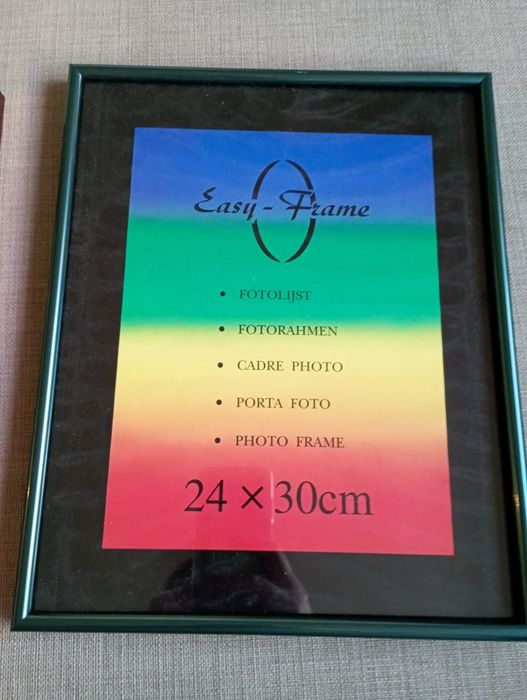 Easy - Frame
• FOTOLIJST
• FOTORAHMEN
• CADRE PHOTO
• PORTA FOTO
• PHOTO FRAME
24 × 30cm